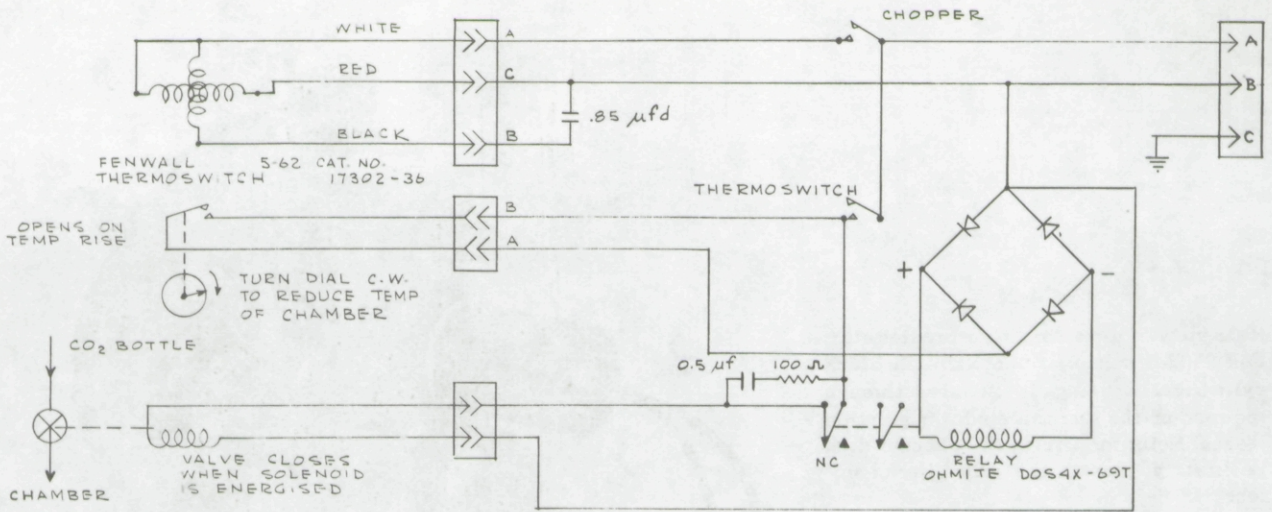 CHOPPER
WHITE
A
A
RED
C
B
.85 µfd
BLACK
B
C
FENWALL 5-62 CAT. NO.
THERMOSWITCH 17302-36
THERMOSWITCH
B
OPENS ON
TEMP RISE
A
+
-
TURN DIAL C.W.
TO REDUCE TEMP
OF CHAMBER
CO2 BOTTLE
0.5 µf 100 Ω
NC
RELAY
OHMITE DOS4X-69T
VALVE CLOSES
WHEN SOLENOID
IS ENERGISED
CHAMBER